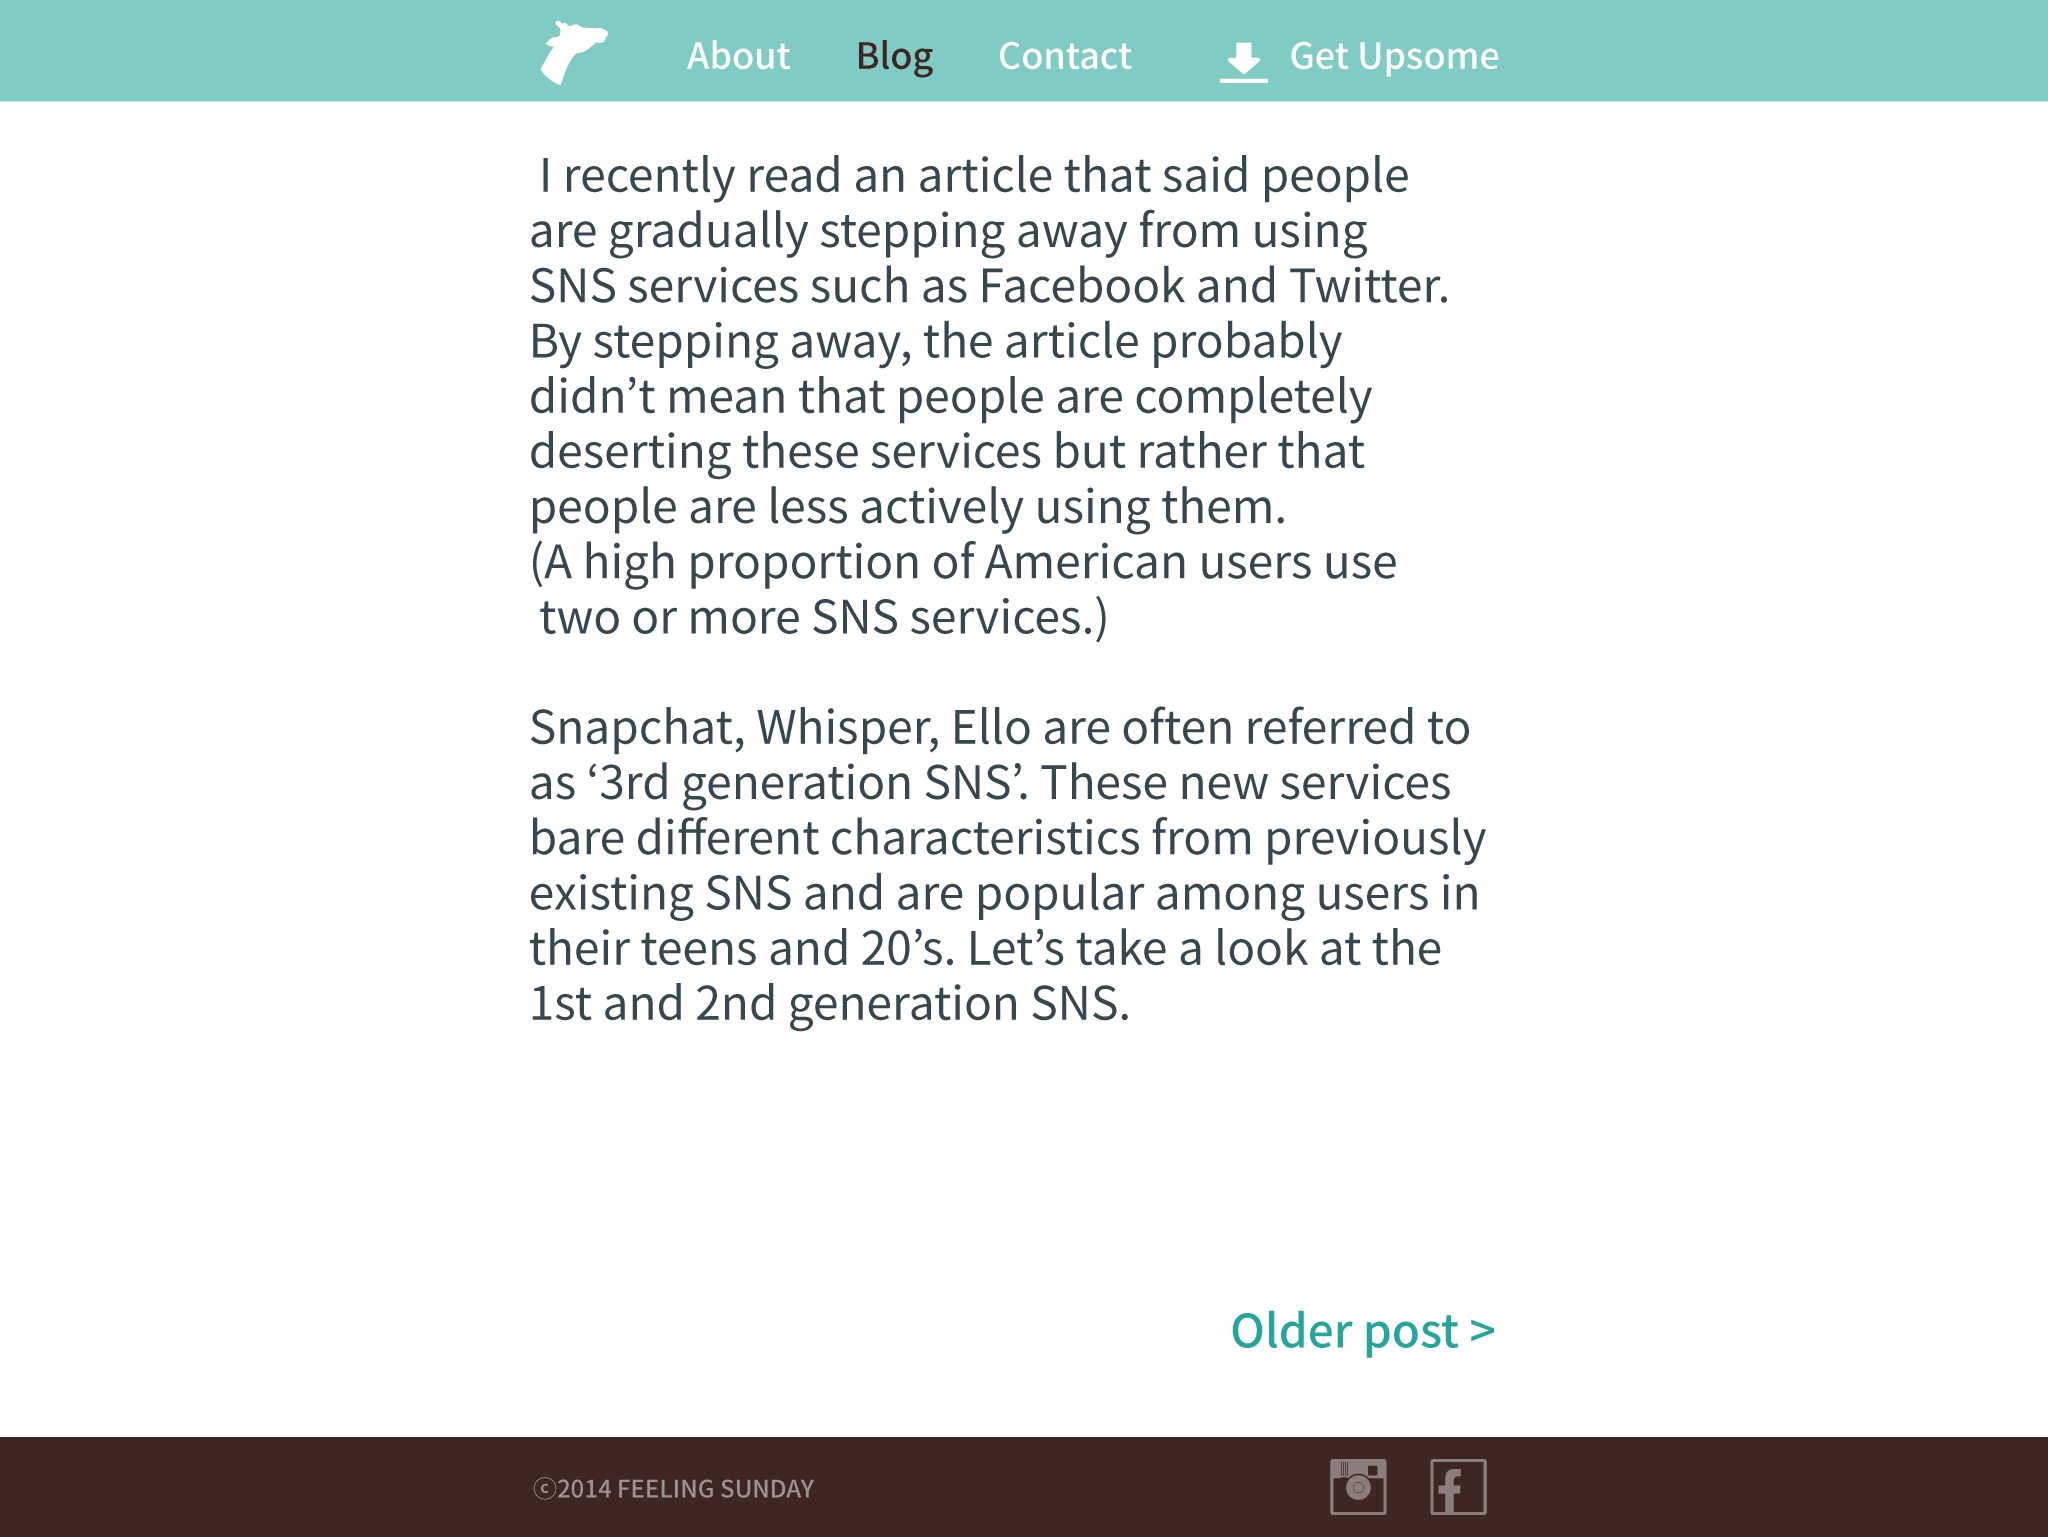 About Blog Contact Get Upsome
I recently read an article that said people
are gradually stepping away from using
SNS services such as Facebook and Twitter.
By stepping away, the article probably
didn’t mean that people are completely
deserting these services but rather that
people are less actively using them.
(A high proportion of American users use
two or more SNS services.)
Snapchat, Whisper, Ello are often referred to
as ‘3rd generation SNS’. These new services
bare different characteristics from previously
existing SNS and are popular among users in
their teens and 20’s. Let’s take a look at the
1st and 2nd generation SNS.
Older post >
ⓒ2014 FEELING SUNDAY